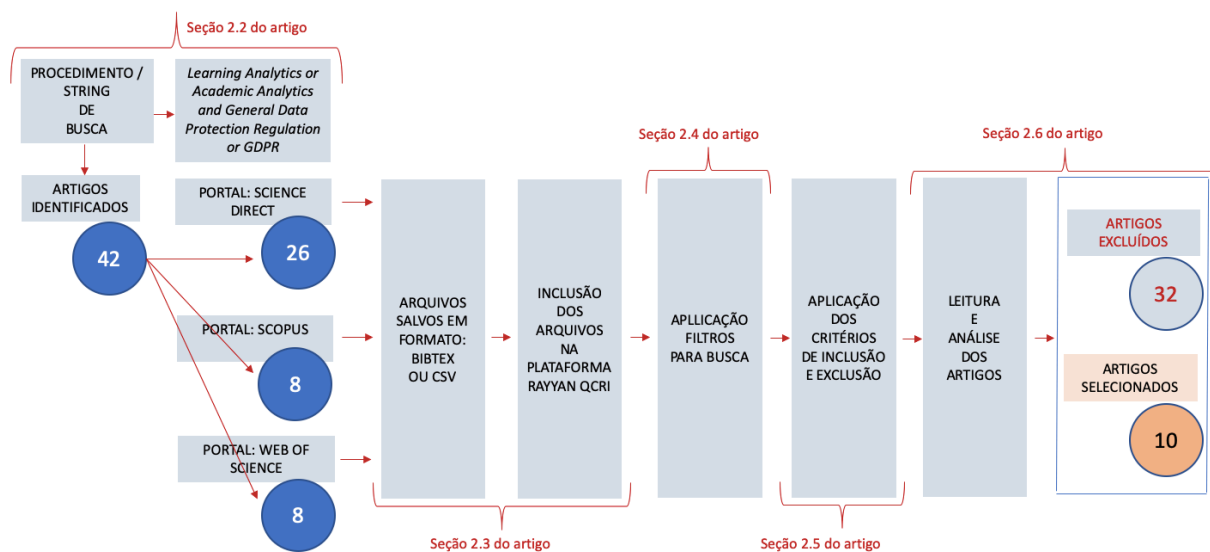 Seção 2.2 do artigo
PROCEDIMENTO /
STRING
DE
BUSCA
Learning Analytics or
Academic Analytics
and General Data
Protection Regulation
or GDPR
ARTIGOS
IDENTIFICADOS
42
PORTAL: SCIENCE
DIRECT
26
PORTAL: SCOPUS
8
PORTAL: WEB OF
SCIENCE
8
ARQUIVOS
SALVOS EM
FORMATO:
BIBTEX
OU CSV
INCLUSÃO
DOS
ARQUIVOS
NA
PLATAFORMA
RAYYAN QCRI
Seção 2.3 do artigo
Seção 2.4 do artigo
APLLICAÇÃO
FILTROS
PARA BUSCA
APLICAÇÃO
DOS
CRITÉRIOS
DE INCLUSÃO
E EXCLUSÃO
Seção 2.5 do artigo
Seção 2.6 do artigo
LEITURA
E
ANÁLISE
DOS
ARTIGOS
ARTIGOS
EXCLUÍDOS
32
ARTIGOS
SELECIONADOS
10